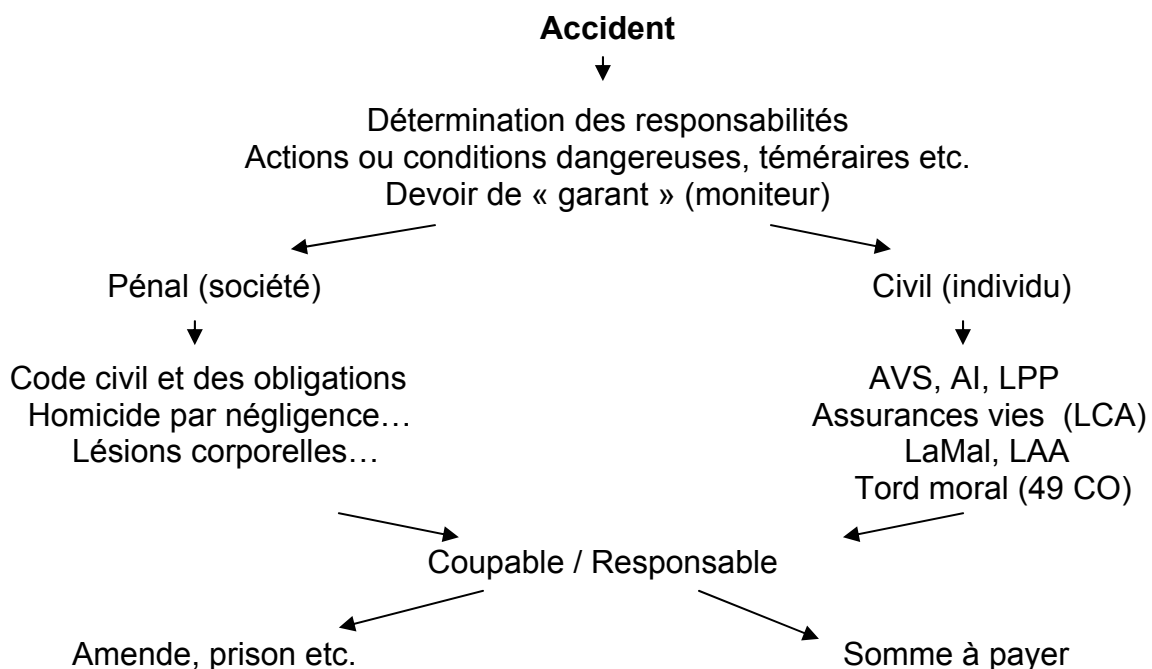 Accident
Détermination des responsabilités
Actions ou conditions dangereuses, téméraires etc.
Devoir de « garant » (moniteur)
Pénal (société)
Civil (individu)
Code civil et des obligations
Homicide par négligence…
Lésions corporelles…
AVS, AI, LPP
Assurances vies (LCA)
LaMal, LAA
Tord moral (49 CO)
Coupable / Responsable
Amende, prison etc.
Somme à payer